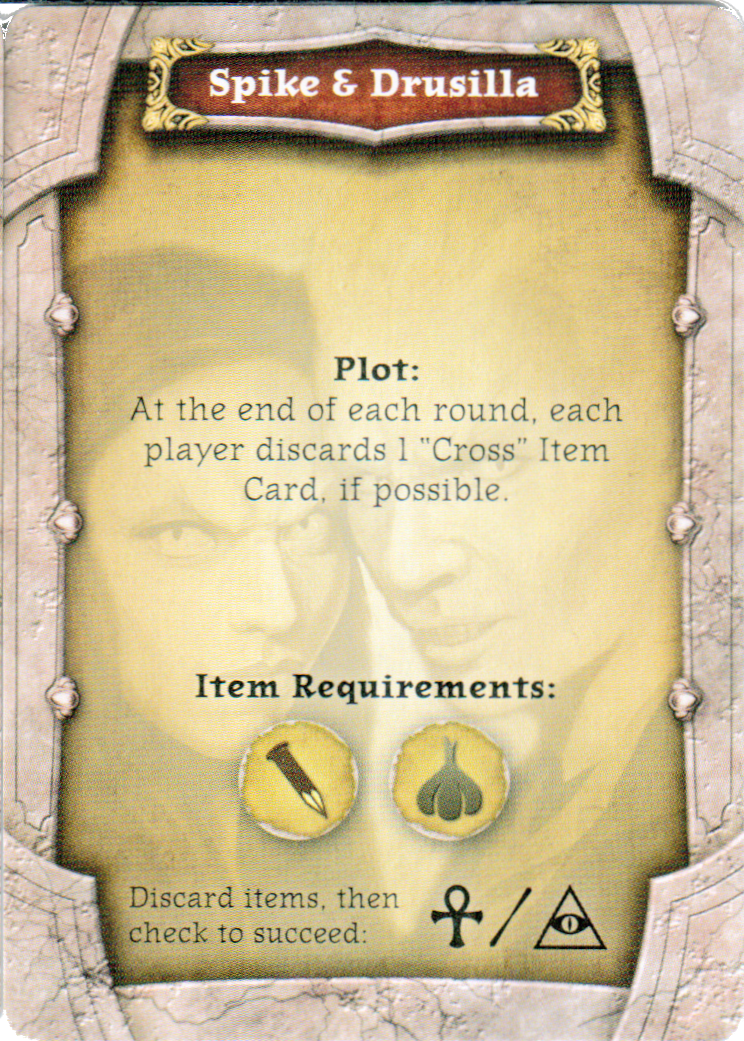 Spike & Drusilla
Plot:
At the end of each round, each
player discards 1 "Cross" Item
Card, if possible.
Item Requirements:
Discard items, then
check to succeed:
/